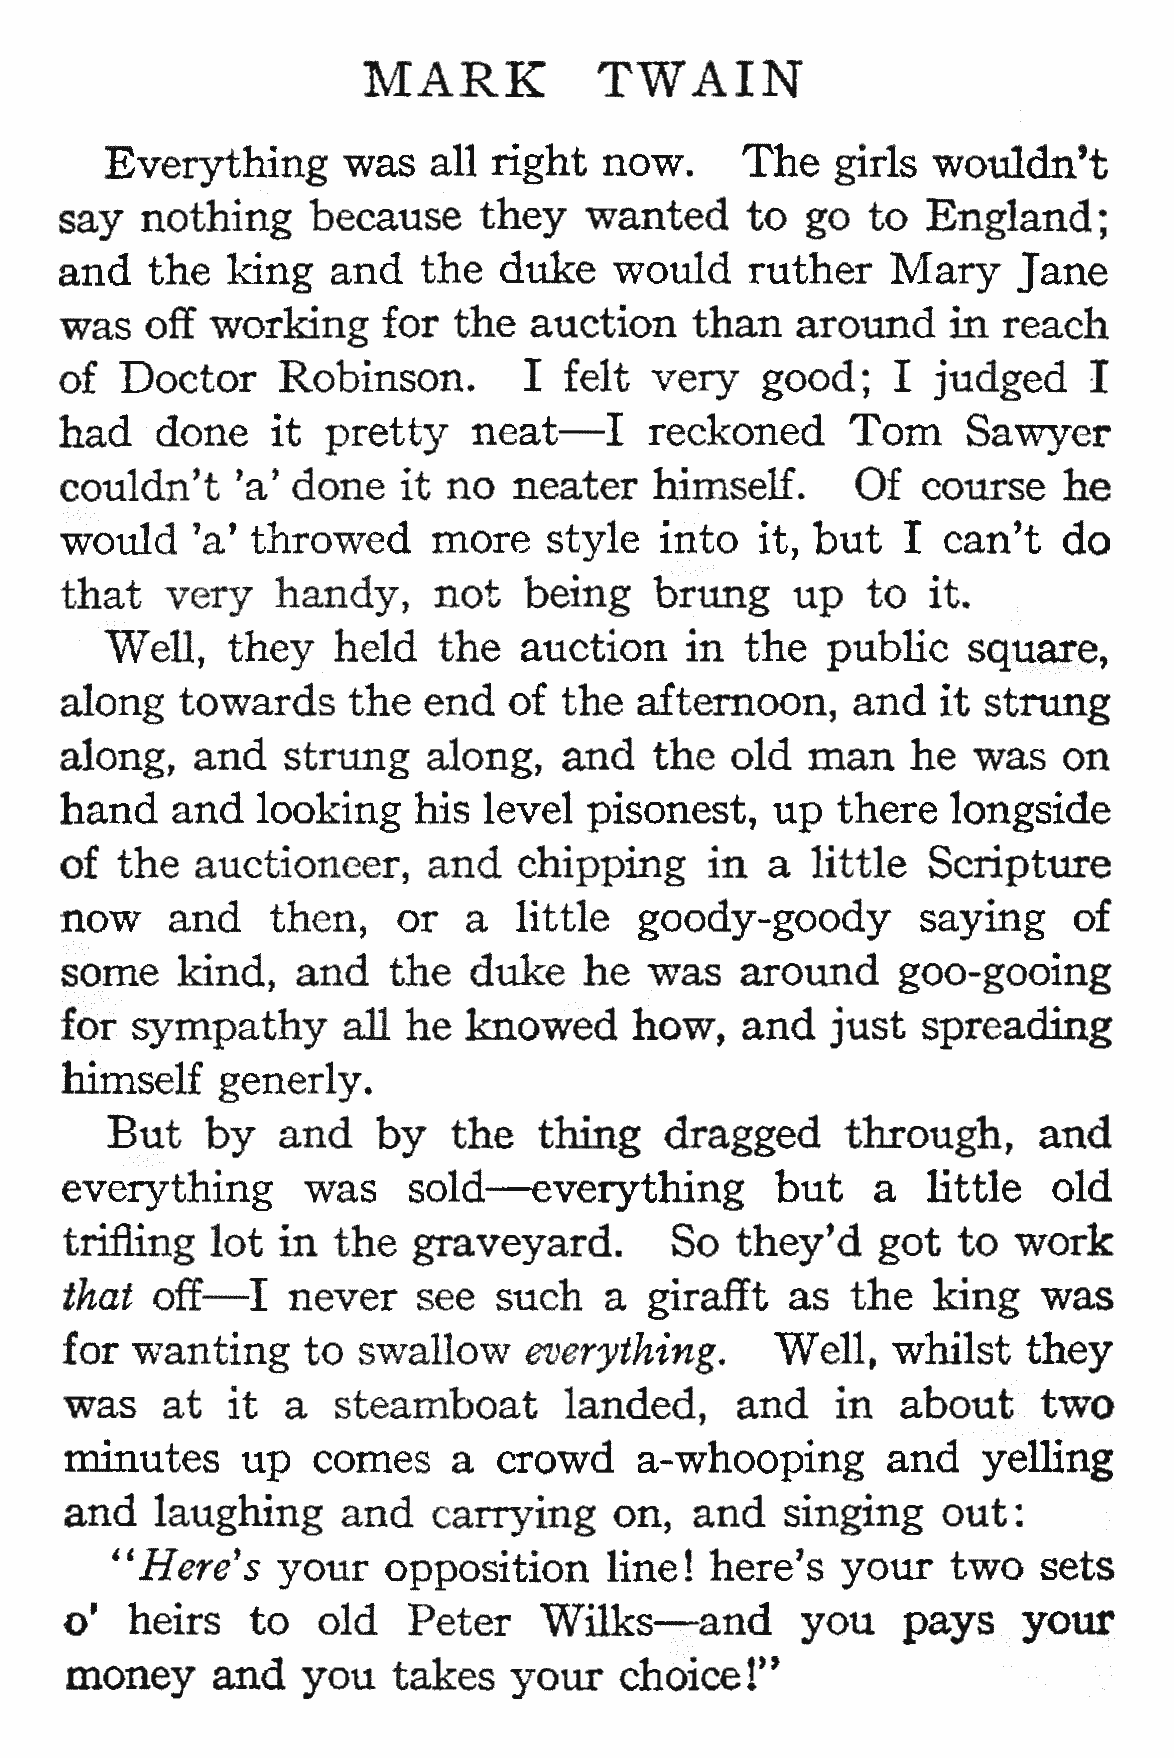 MARK TWAIN
Everything was all right now. The girls wouldn't
say nothing because they wanted to go to England;
and the king and the duke would ruther Mary Jane
was off working for the auction than around in reach
of Doctor Robinson. I felt very good; I judged I
had done it pretty neat—I reckoned Tom Sawyer
couldn't 'a' done it no neater himself. Of course he
would 'a' throwed more style into it, but I can't do
that very handy, not being brung up to it.
Well, they held the auction in the public square,
along towards the end of the afternoon, and it strung
along, and strung along, and the old man he was on
hand and looking his level pisonest, up there longside
of the auctioneer, and chipping in a little Scripture
now and then, or a little goody-goody saying of
some kind, and the duke he was around goo-gooing
for sympathy all he knowed how, and just spreading
himself generly.
But by and by the thing dragged through, and
everything was sold—everything but a little old
trifling lot in the graveyard. So they'd got to work
that off—I never see such a girafft as the king was
for wanting to swallow everything. Well, whilst they
was at it a steamboat landed, and in about two
minutes up comes a crowd a-whooping and yelling
and laughing and carrying on, and singing out:
"Here's your opposition line! here's your two sets
o' heirs to old Peter Wilks—and you pays your
money and you takes your choice!"